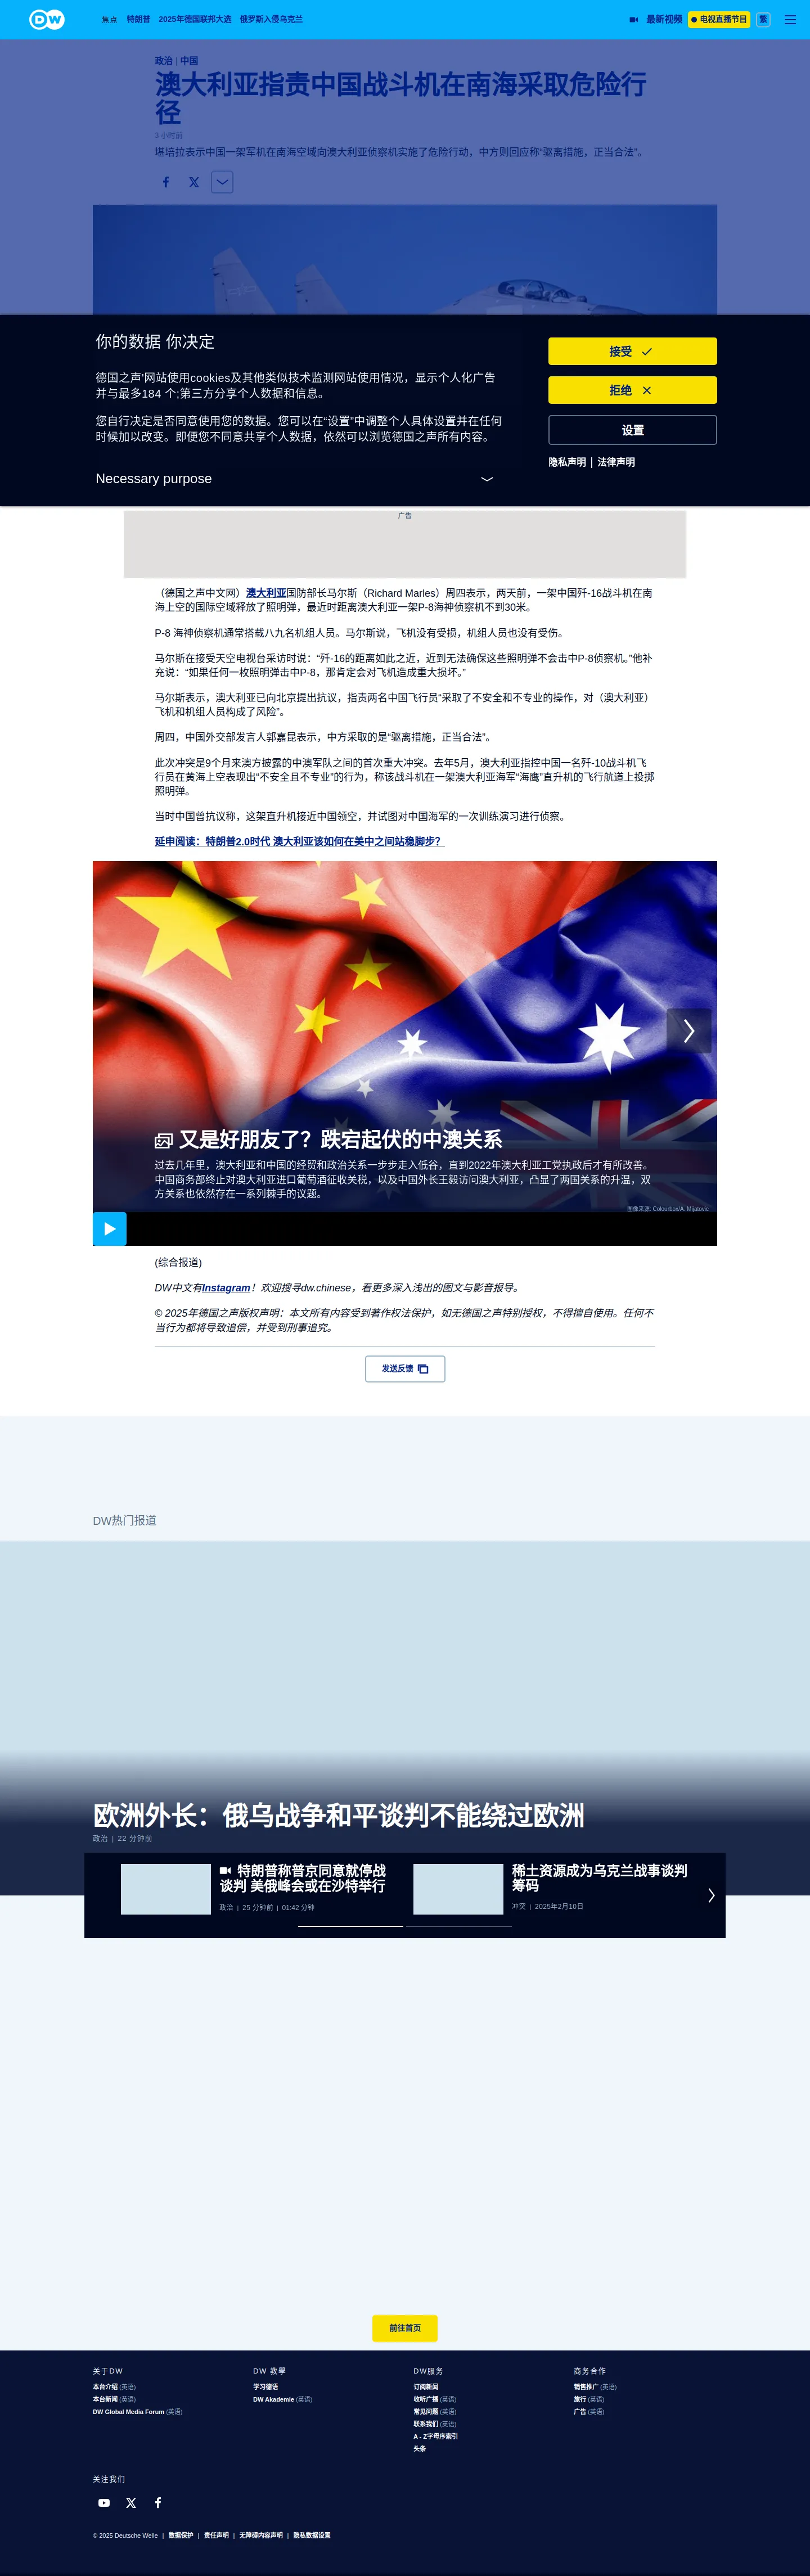 DW
焦点 特朗普 2025年德国联邦大选 俄罗斯入侵乌克兰
最新视频 电视直播节目 繁
政治 | 中国
澳大利亚指责中国战斗机在南海采取危险行
径
3 小时前
堪培拉表示中国一架军机在南海空域向澳大利亚侦察机实施了危险行动，中方则回应称“驱离措施，正当合法”。
你的数据 你决定
德国之声'网站使用cookies及其他类似技术监测网站使用情况，显示个人化广告
并与最多184 个;第三方分享个人数据和信息。
您自行决定是否同意使用您的数据。您可以在“设置”中调整个人具体设置并在任何
时候加以改变。即便您不同意共享个人数据，依然可以浏览德国之声所有内容。
Necessary purpose
接受
拒绝
设置
隐私声明 | 法律声明
广告
（德国之声中文网）澳大利亚国防部长马尔斯（Richard Marles）周四表示，两天前，一架中国歼-16战斗机在南
海上空的国际空域释放了照明弹，最近时距离澳大利亚一架P-8海神侦察机不到30米。
P-8 海神侦察机通常搭载八九名机组人员。马尔斯说，飞机没有受损，机组人员也没有受伤。
马尔斯在接受天空电视台采访时说：“歼-16的距离如此之近，近到无法确保这些照明弹不会击中P-8侦察机。”他补
充说：“如果任何一枚照明弹击中P-8，那肯定会对飞机造成重大损坏。”
马尔斯表示，澳大利亚已向北京提出抗议，指责两名中国飞行员“采取了不安全和不专业的操作，对（澳大利亚）
飞机和机组人员构成了风险”。
周四，中国外交部发言人郭嘉昆表示，中方采取的是“驱离措施，正当合法”。
此次冲突是9个月来澳方披露的中澳军队之间的首次重大冲突。去年5月，澳大利亚指控中国一名歼-10战斗机飞
行员在黄海上空表现出“不安全且不专业”的行为，称该战斗机在一架澳大利亚海军“海鹰”直升机的飞行航道上投掷
照明弹。
当时中国曾抗议称，这架直升机接近中国领空，并试图对中国海军的一次训练演习进行侦察。
延申阅读：特朗普2.0时代 澳大利亚该如何在美中之间站稳脚步？
又是好朋友了？跌宕起伏的中澳关系
过去几年里，澳大利亚和中国的经贸和政治关系一步步走入低谷，直到2022年澳大利亚工党执政后才有所改善。
中国商务部终止对澳大利亚进口葡萄酒征收关税，以及中国外长王毅访问澳大利亚，凸显了两国关系的升温，双
方关系也依然存在一系列棘手的议题。
图像来源: Colourbox/A. Mijatovic
(综合报道)
DW中文有Instagram！欢迎搜寻dw.chinese，看更多深入浅出的图文与影音报导。
© 2025年德国之声版权声明：本文所有内容受到著作权法保护，如无德国之声特别授权，不得擅自使用。任何不
当行为都将导致追偿，并受到刑事追究。
发送反馈
DW热门报道
欧洲外长：俄乌战争和平谈判不能绕过欧洲
政治 | 22 分钟前
特朗普称普京同意就停战
谈判 美俄峰会或在沙特举行
政治 | 25 分钟前 | 01:42 分钟
稀土资源成为乌克兰战事谈判
筹码
冲突 | 2025年2月10日
前往首页
关于DW
本台介绍 (英语)
本台新闻 (英语)
DW Global Media Forum (英语)
DW 教學
学习德语
DW Akademie (英语)
DW服务
订阅新闻
收听广播 (英语)
常见问题 (英语)
联系我们 (英语)
A - Z字母序索引
头条
商务合作
销售推广 (英语)
旅行 (英语)
广告 (英语)
关注我们
© 2025 Deutsche Welle | 数据保护 | 责任声明 | 无障碍内容声明 | 隐私数据设置